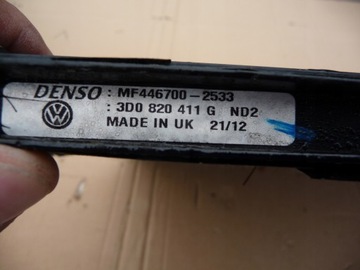 DENSO : MF446700-2533
: 3D0 820 411 G ND2
MADE IN UK 21/12